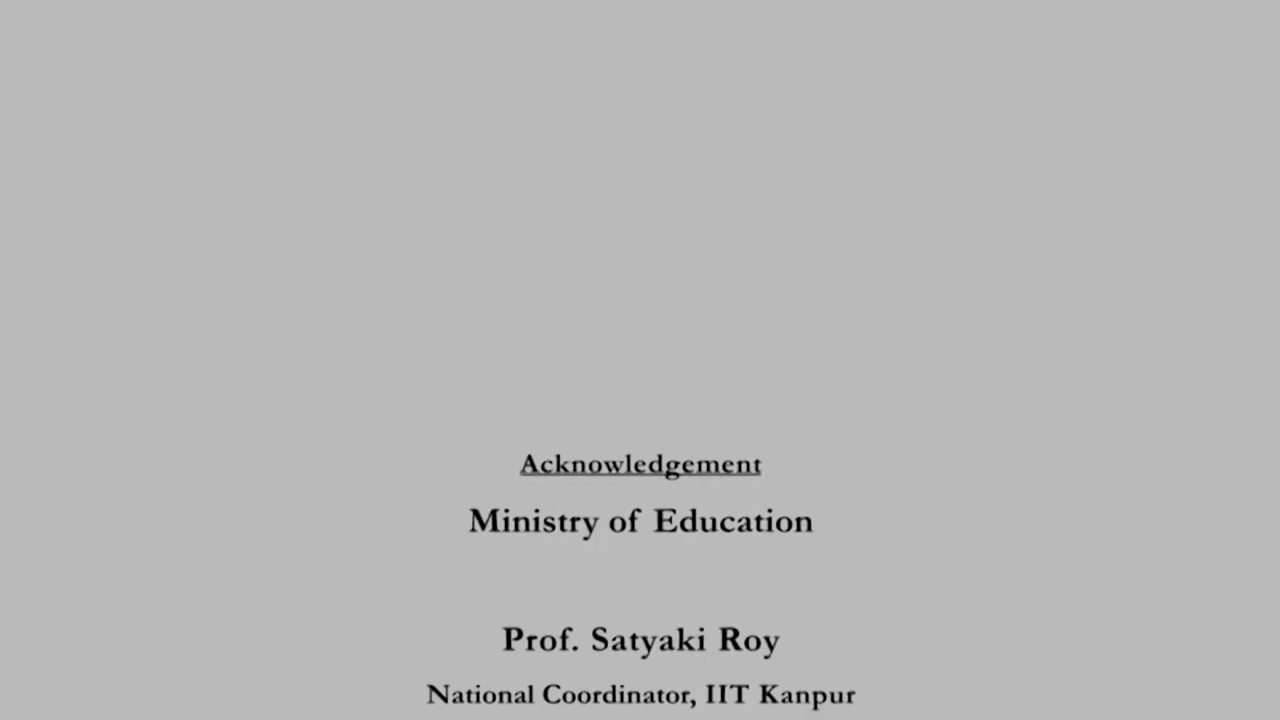 Acknowledgement
Ministry of Education
Prof. Satyaki Roy
National Coordinator, IIT Kanpur